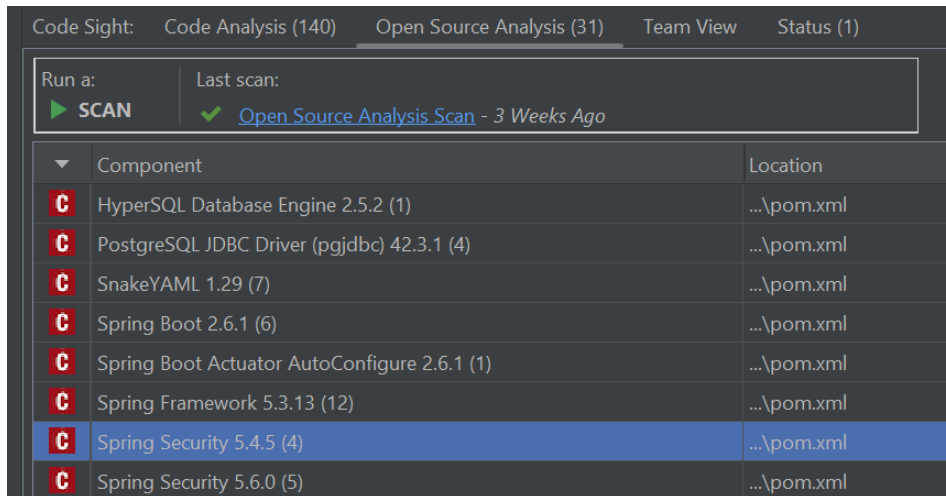 Code Sight: Code Analysis (140) Open Source Analysis (31) Team View Status (1)
Run a: Last scan:
SCAN Open Source Analysis Scan - 3 Weeks Ago
Component Location
C HyperSQL Database Engine 2.5.2 (1) ...\pom.xml
C PostgreSQL JDBC Driver (pgjdbc) 42.3.1 (4) ...\pom.xml
C SnakeYAML 1.29 (7) ...\pom.xml
C Spring Boot 2.6.1 (6) ...\pom.xml
C Spring Boot Actuator AutoConfigure 2.6.1 (1) ...\pom.xml
C Spring Framework 5.3.13 (12) ...\pom.xml
C Spring Security 5.4.5 (4) ...\pom.xml
C Spring Security 5.6.0 (5) ...\pom.xml